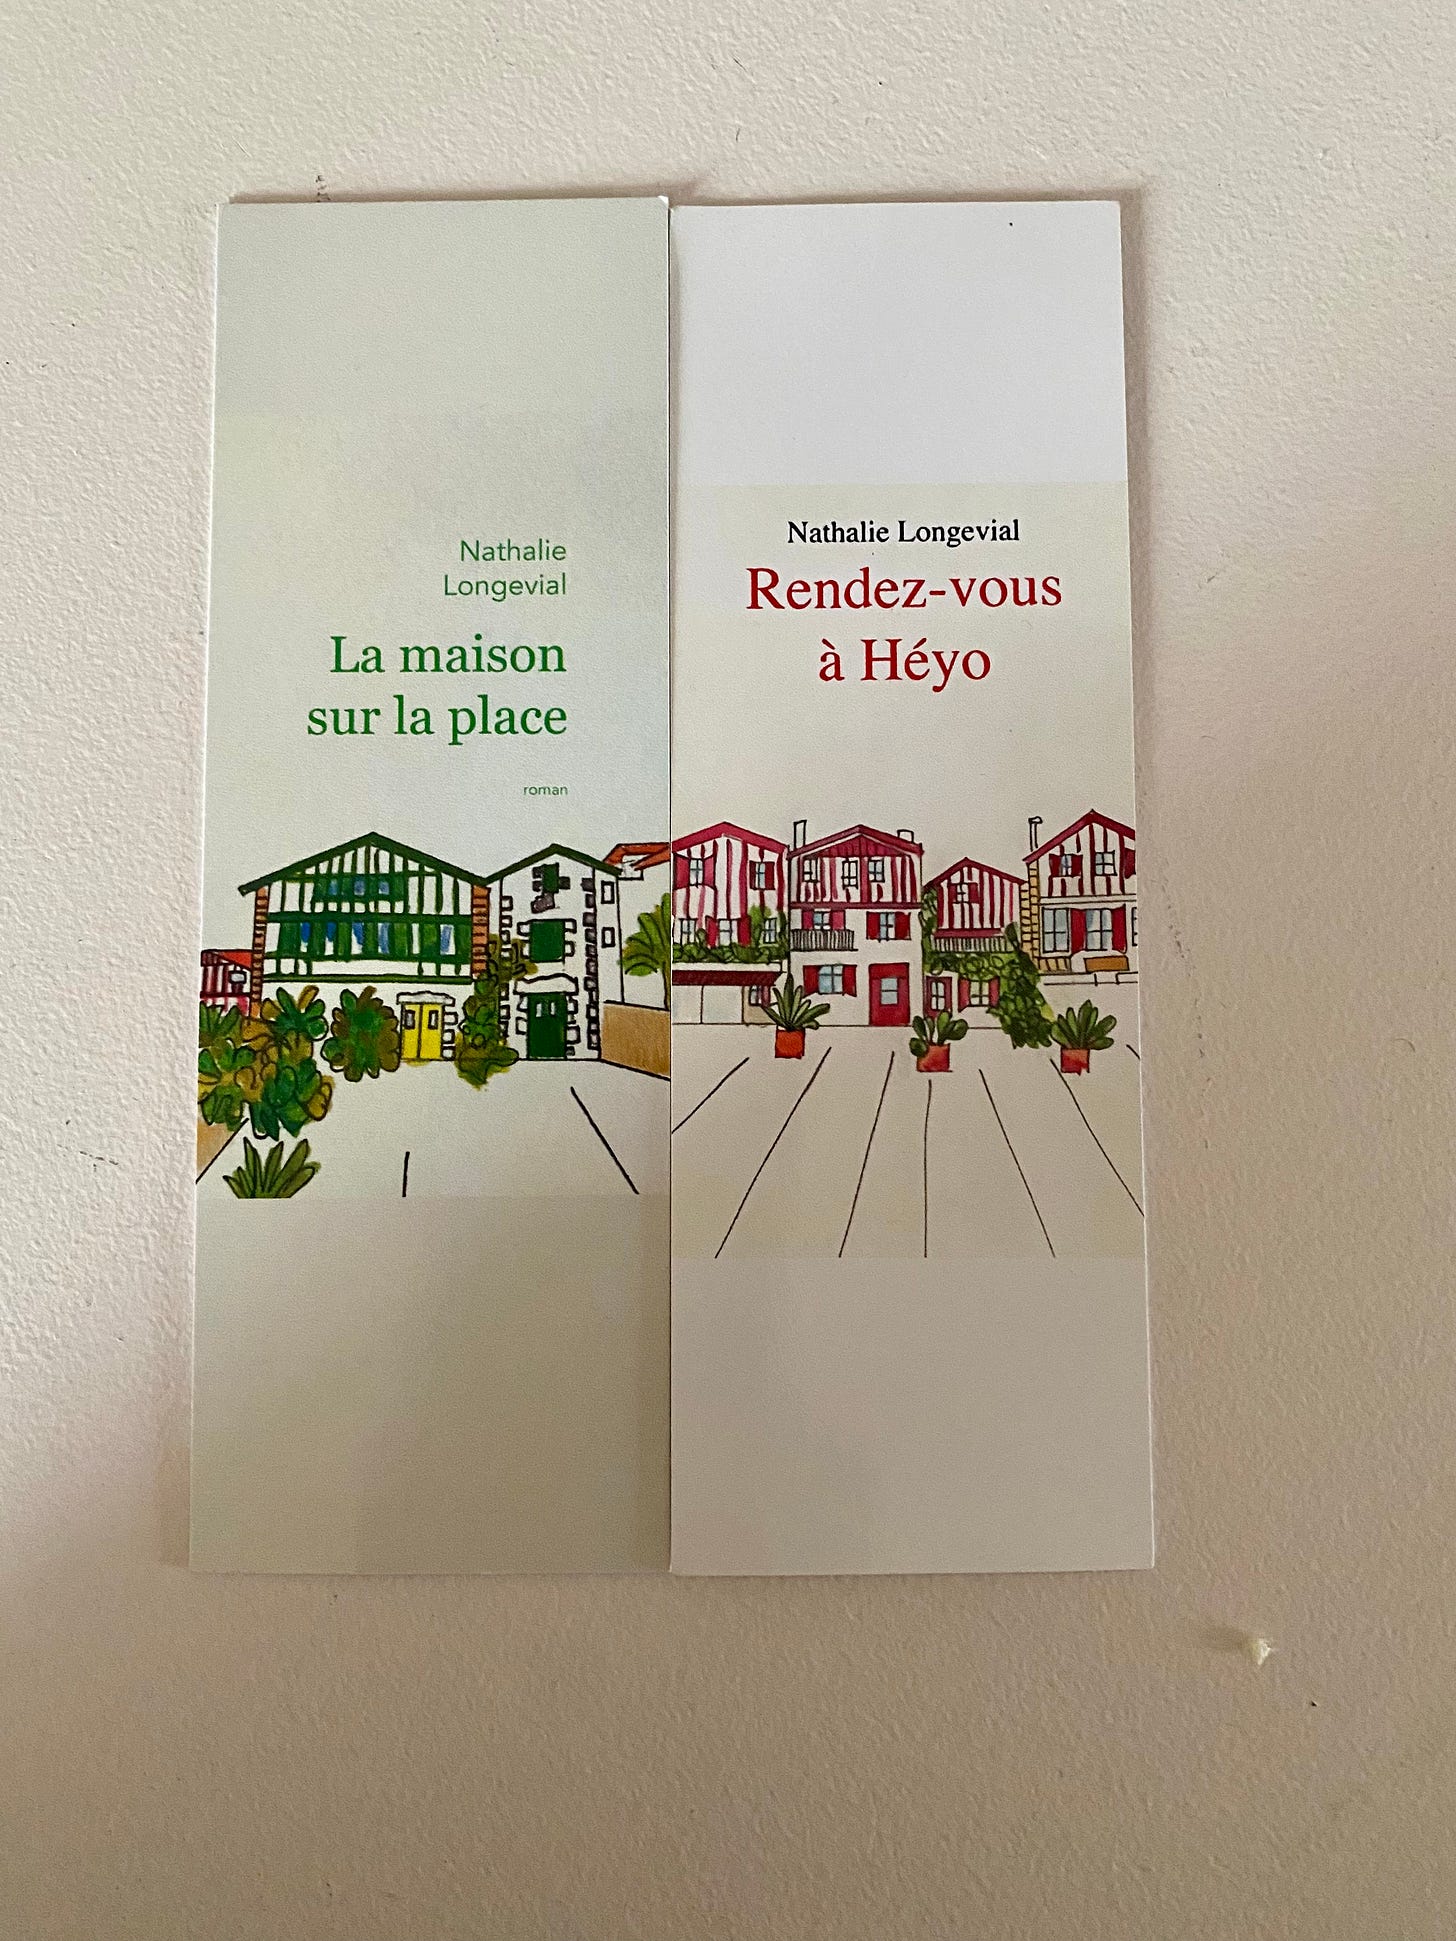 Nathalie
Longevial
La maison
sur la place
roman
Nathalie Longevial
Rendez-vous
à Héyo